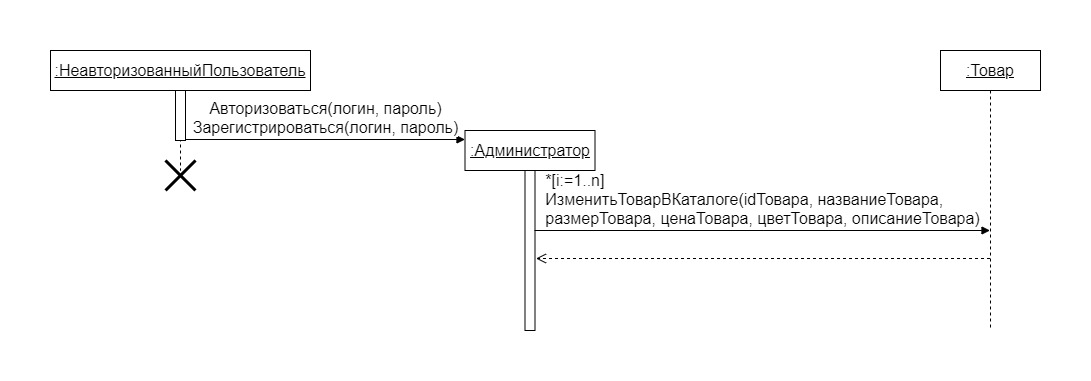 :НеавторизованныйПользователь
:Товар
Авторизоваться(логин, пароль)
Зарегистрироваться(логин, пароль)
:Администратор
*[i:=1..n]
ИзменитьТоварВКаталоге(idТовара, названиеТовара,
размерТовара, ценаТовара, цветТовара, описаниеТовара)